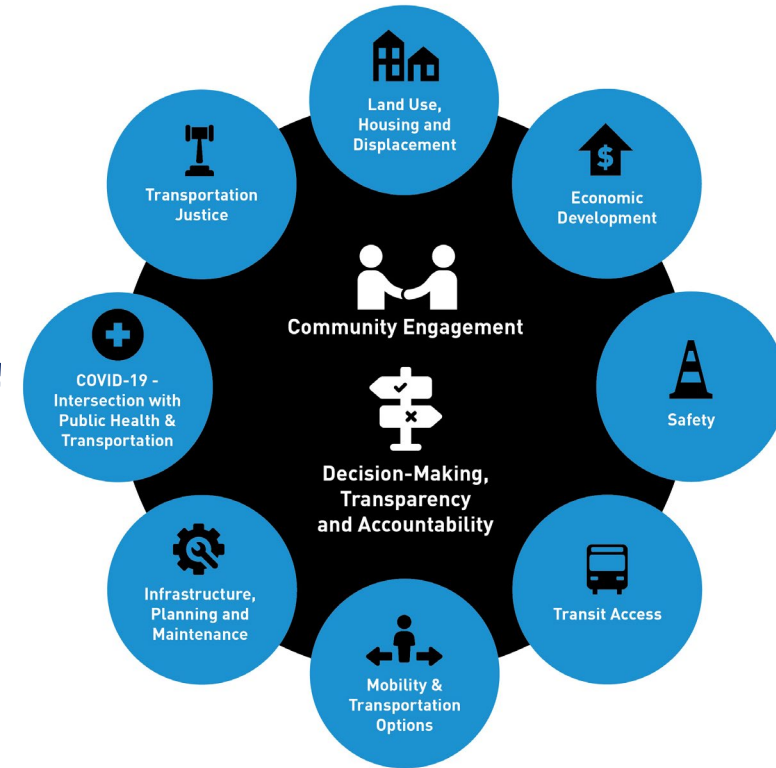 Land Use,
Housing and
Displacement
$
Economic
Development
Safety
Transit Access
Mobility &
Transportation
Options
Infrastructure,
Planning and
Maintenance
COVID-19 -
Intersection with
Public Health &
Transportation
Transportation
Justice
Community Engagement
Decision-Making,
Transparency
and Accountability